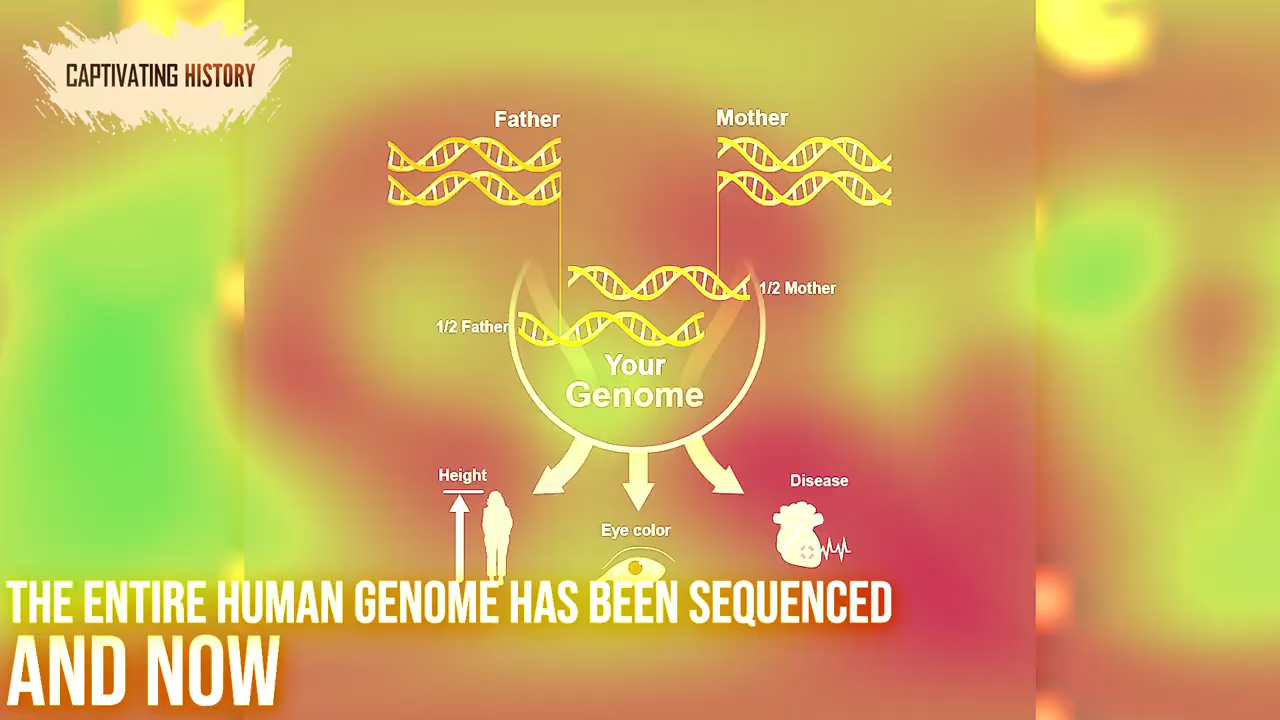 CAPTIVATING HISTORY
Father
Mother
1/2 Mother
1/2 Father
Your
Genome
Height
Disease
Eye color
THE ENTIRE HUMAN GENOME HAS BEEN SEQUENCED
AND NOW